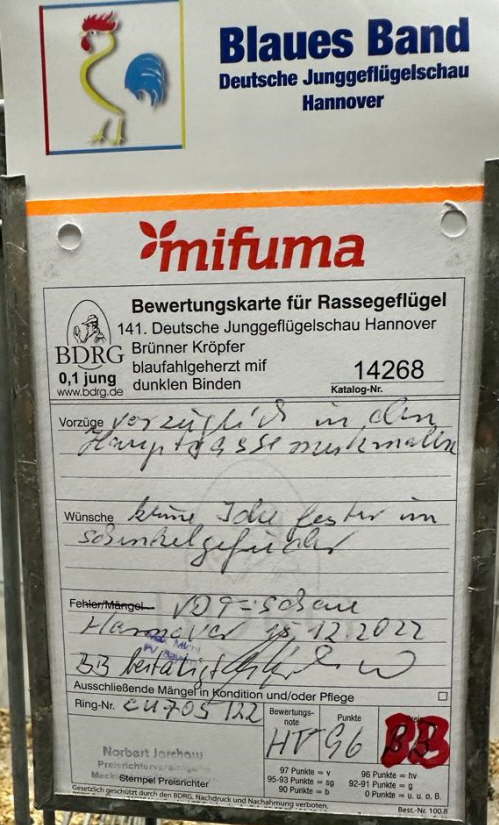 Blaues Band
Deutsche Junggeflügelschau
Hannover
mifuma
Bewertungskarte für Rassegeflügel
141. Deutsche Junggeflügelschau Hannover
BDRG
Brünner Kröpfer
0,1 jung
blaufahlgeherzt mif
www.bdrg.de
dunklen Binden
14268
Katalog-Nr.
Vorzüge vorzüglich in den
Hauptrassemerkmalen
Wünsche keine Idee fester im
Schenkelgefieder
Fehler/Mängel VDT=Schau
Hannover 12.2022
BB bestätigt
Ausschließende Mängel in Kondition und/oder Pflege
Ring-Nr.
Bewertungs-
note
Punkte
HV 96 BB
Norbert Jorchow
Stempel Preisrichter
97 Punkte = v 96 Punkte = hv
95-93 Punkte = sg 92-91 Punkte = g
90 Punkte = b 0 Punkte = u. u. o. B.
Gesetzlich geschützt durch den BDRG, Nachdruck und Nachahmung verboten.
Best.-Nr. 100.8